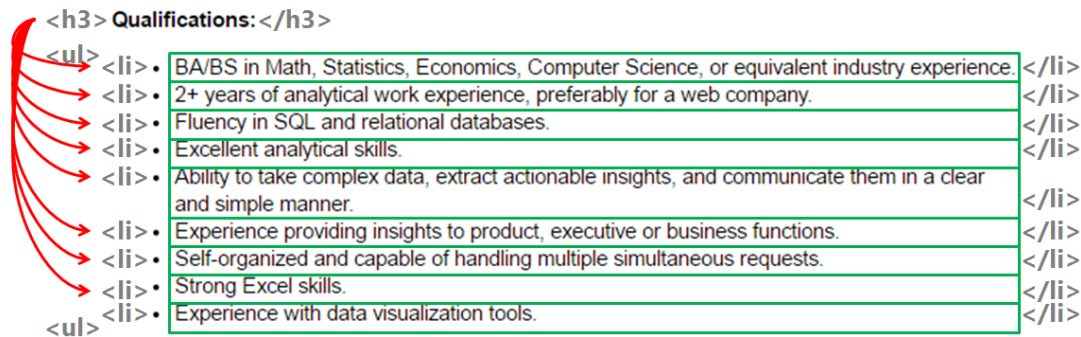 <h3> Qualifications:</h3>
<ul>
<li> • BA/BS in Math, Statistics, Economics, Computer Science, or equivalent industry experience. </li>
<li> • 2+ years of analytical work experience, preferably for a web company. </li>
<li> • Fluency in SQL and relational databases. </li>
<li> • Excellent analytical skills. </li>
<li> • Ability to take complex data, extract actionable insights, and communicate them in a clear
and simple manner. </li>
<li> • Experience providing insights to product, executive or business functions. </li>
<li> • Self-organized and capable of handling multiple simultaneous requests. </li>
<li> • Strong Excel skills. </li>
<li> • Experience with data visualization tools. </li>
<ul>